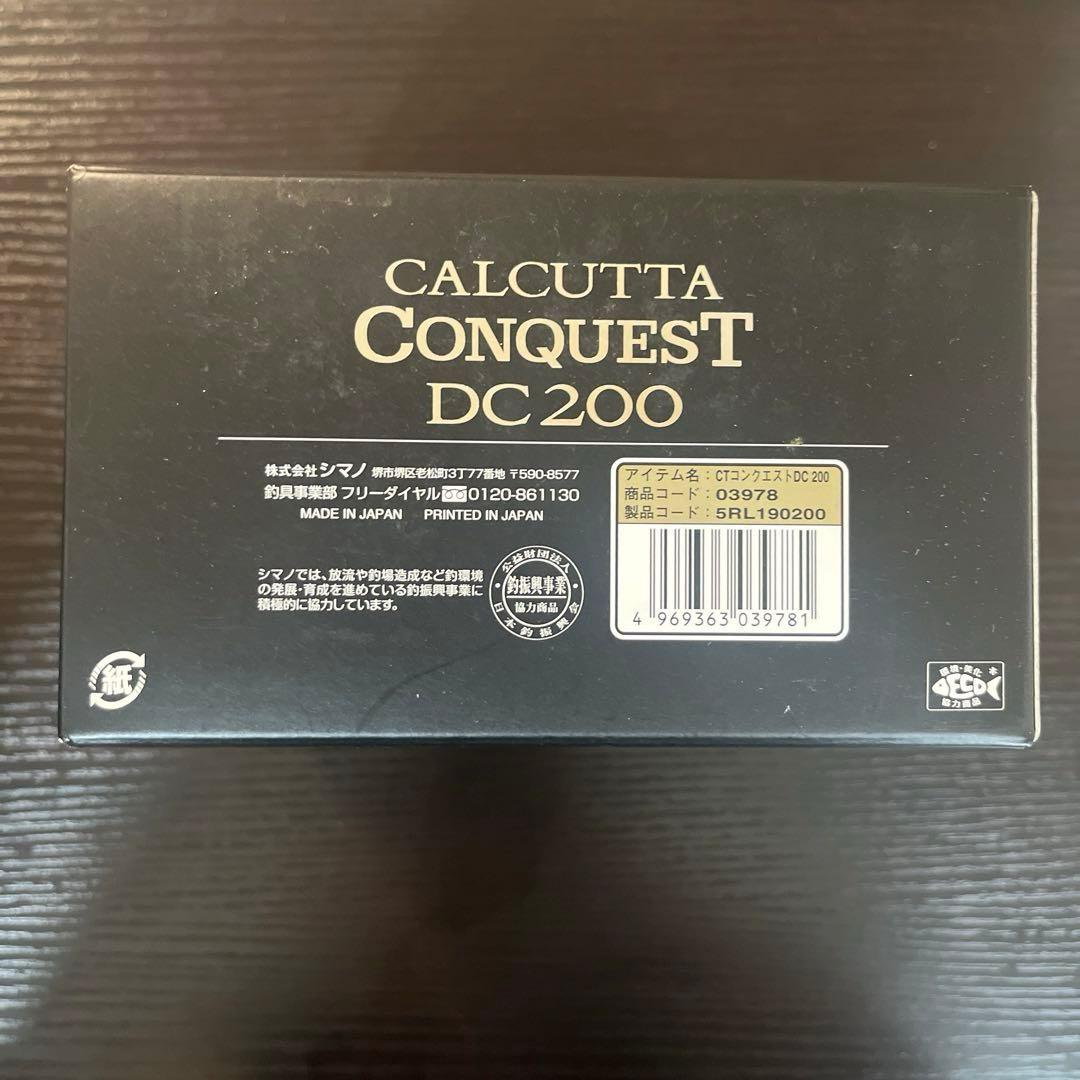 CALCUTTA
CONQUEST
DC 200
株式会社シマノ 堺市堺区老松町3丁77番地 〒590-8577
釣具事業部 フリーダイヤル 0120-861130
MADE IN JAPAN PRINTED IN JAPAN
シマノでは、放流や釣場造成など釣環境
の発展・育成を進めている釣振興事業に
積極的に協力しています。
公益財団法人
釣振興事業
協力商品
日本釣振興会
アイテム名:CTコンクエストDC 200
商品コード:03978
製品コード:5RL190200
4 969363 039781
紙
環境・美化
ECO
協力商品